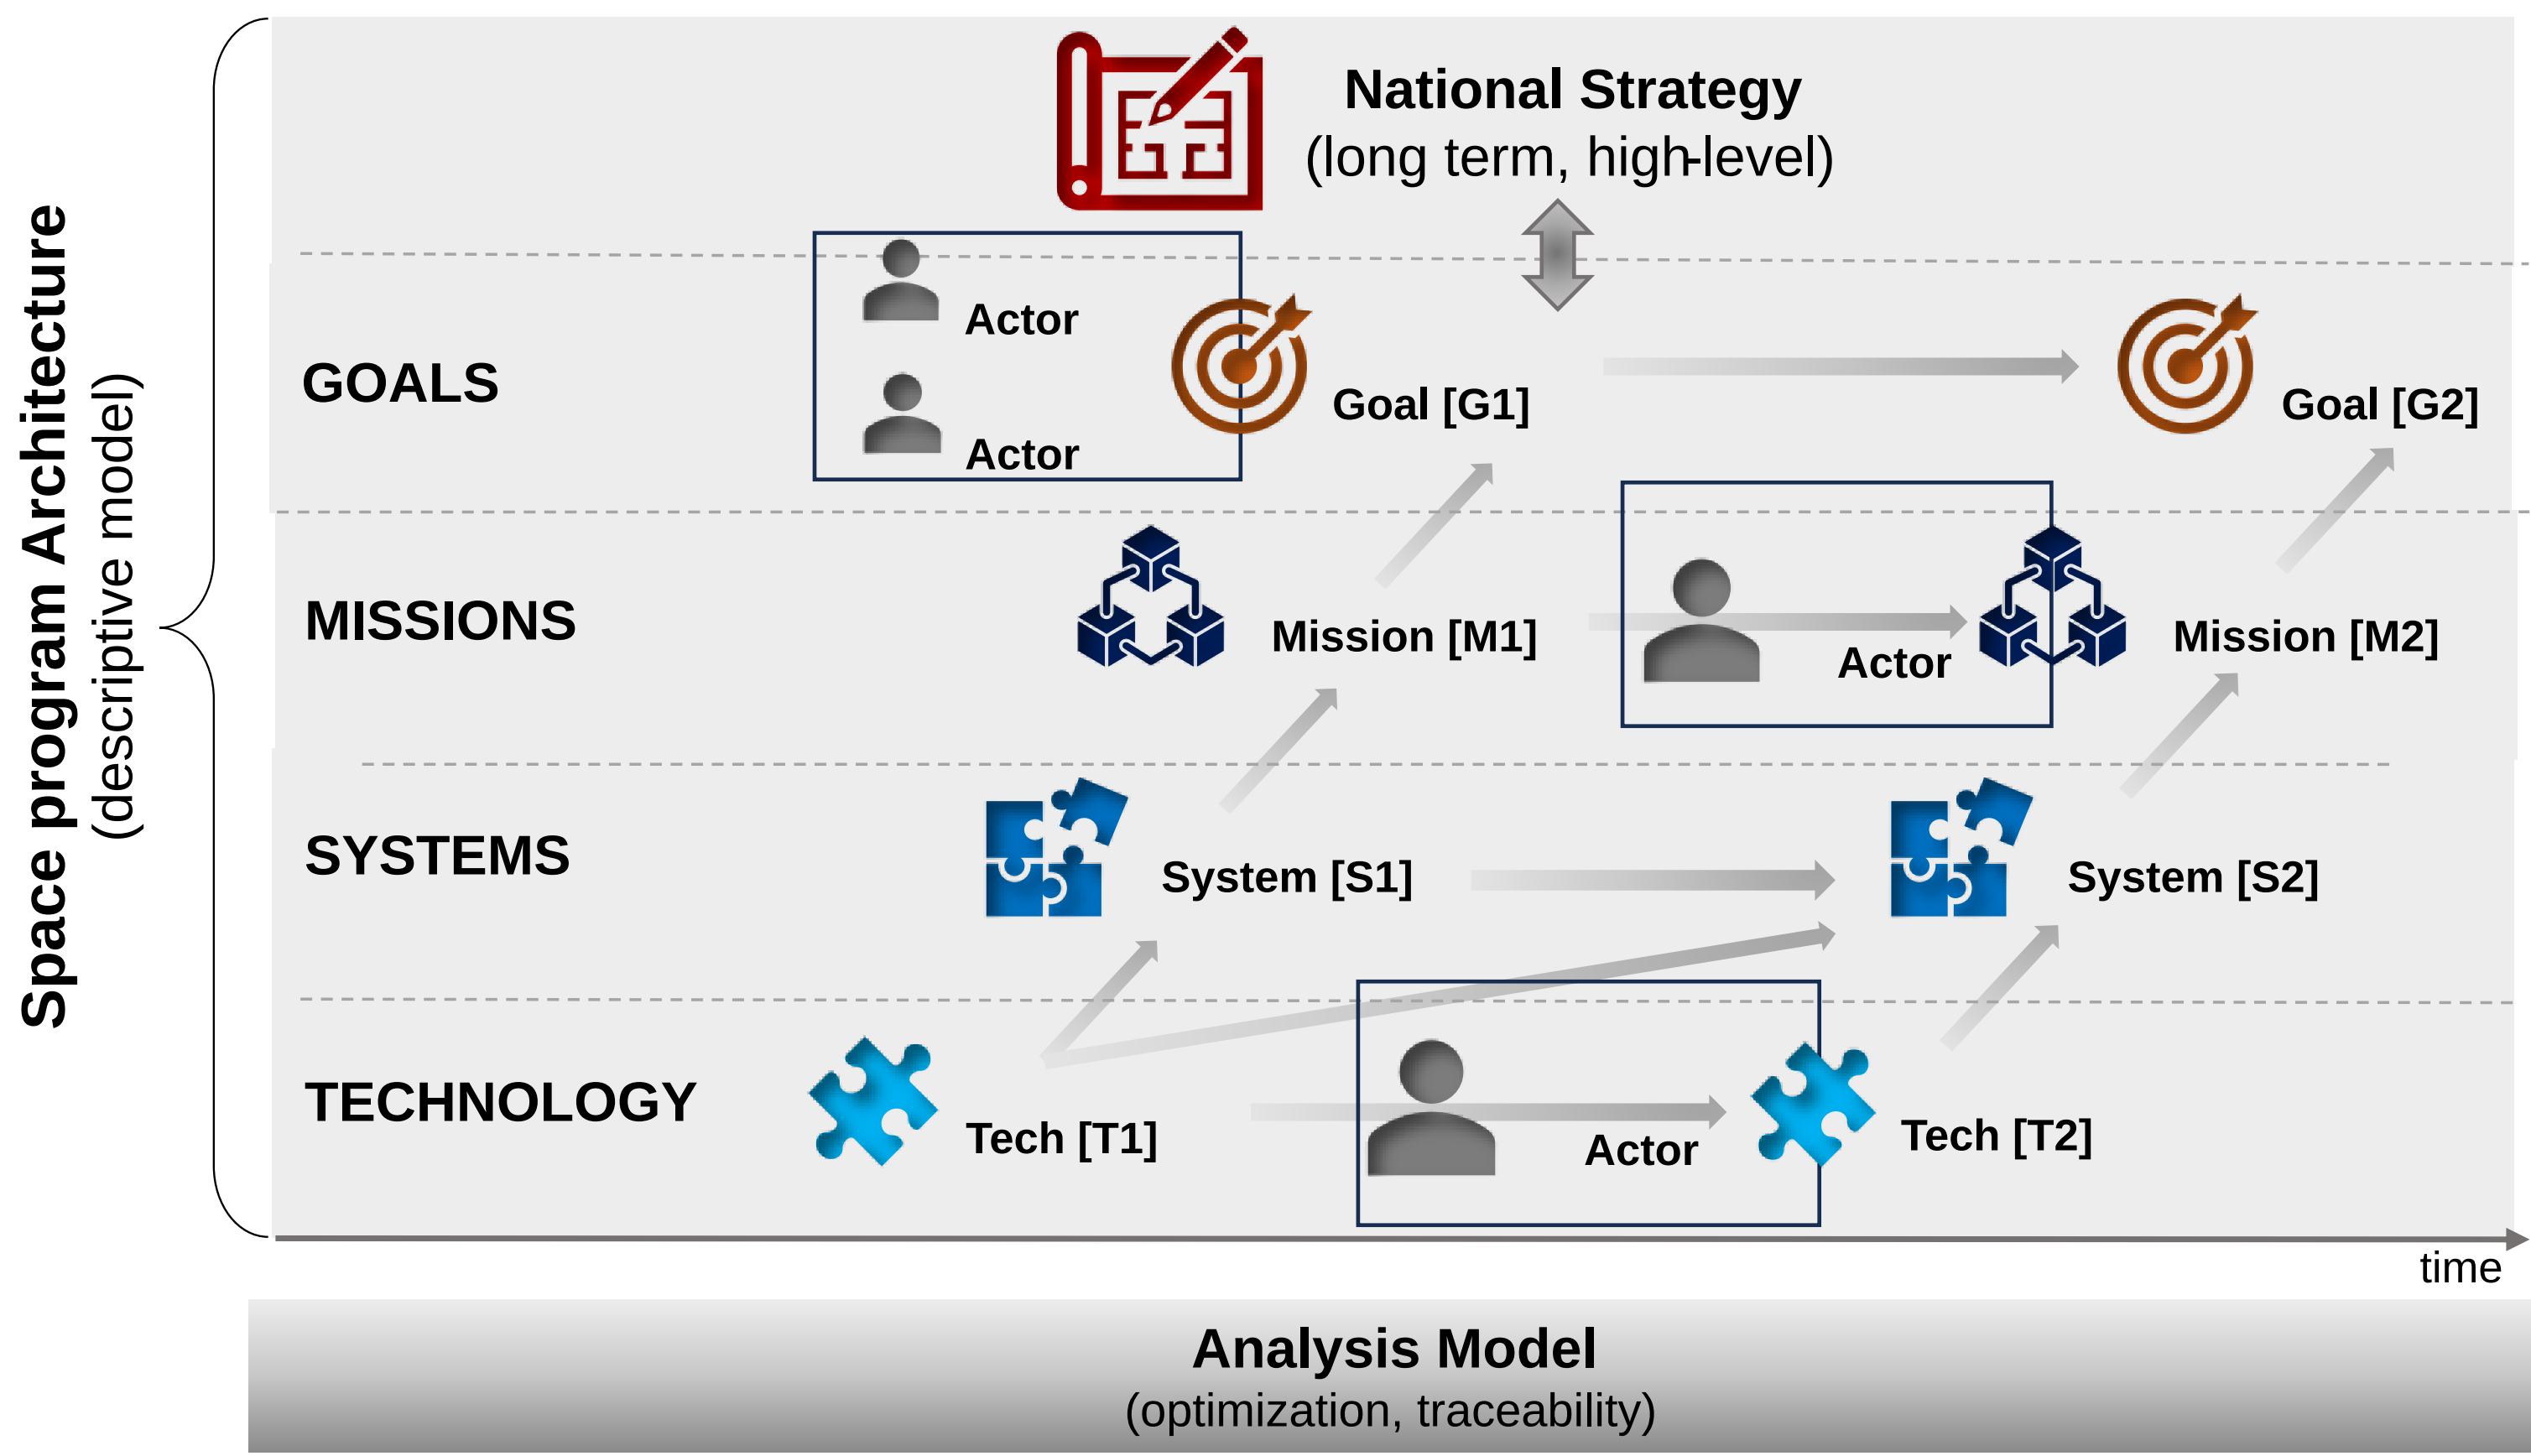 Space program Architecture
(descriptive model)
National Strategy
(long term, high-level)
GOALS
Actor
Actor
Goal [G1]
Goal [G2]
MISSIONS
Mission [M1]
Actor
Mission [M2]
SYSTEMS
System [S1]
System [S2]
TECHNOLOGY
Tech [T1]
Actor
Tech [T2]
time
Analysis Model
(optimization, traceability)